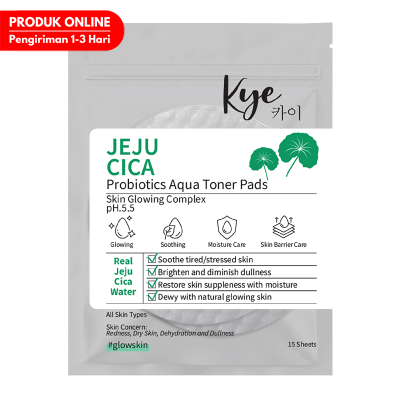 PRODUK ONLINE
Pengiriman 1-3 Hari
Kye
카이
JEJU
CICA
Probiotics Aqua Toner Pads
Skin Glowing Complex
pH.5.5
Glowing
Soothing
Moisture Care
Skin Barrier Care
Real
Jeju
Cica
Water
Soothe tired/stressed skin
Brighten and diminish dullness
Restore skin suppleness with moisture
Dewy with natural glowing skin
All Skin Types
Skin Concern:
Redness, Dry Skin, Dehydration and Dullness
#glowskin
15 Sheets